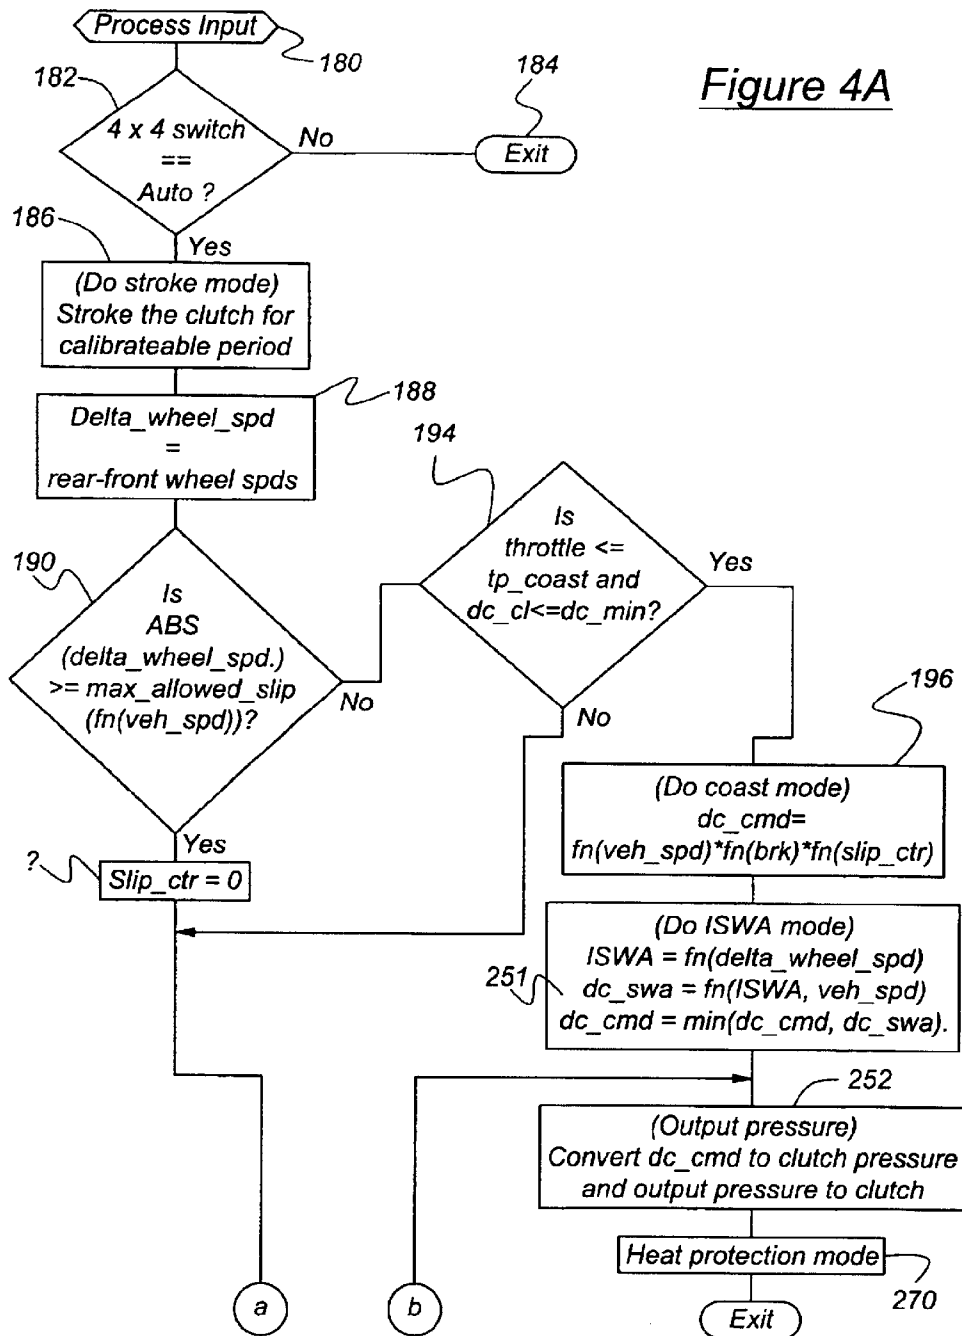 Figure 4A
Process Input
180
182
4 x 4 switch
==
Auto ?
No
184
Exit
Yes
186
(Do stroke mode)
Stroke the clutch for
calibrateable period
188
Delta_wheel_spd
=
rear-front wheel spds
190
Is
ABS
(delta_wheel_spd.)
>= max_allowed_slip
(fn(veh_spd))?
No
Yes
194
Is
throttle <=
tp_coast and
dc_cl<=dc_min?
Yes
No
?
Slip_ctr = 0
196
(Do coast mode)
dc_cmd=
fn(veh_spd)*fn(brk)*fn(slip_ctr)
251
(Do ISWA mode)
ISWA = fn(delta_wheel_spd)
dc_swa = fn(ISWA, veh_spd)
dc_cmd = min(dc_cmd, dc_swa).
252
(Output pressure)
Convert dc_cmd to clutch pressure
and output pressure to clutch
Heat protection mode
270
Exit
a
b